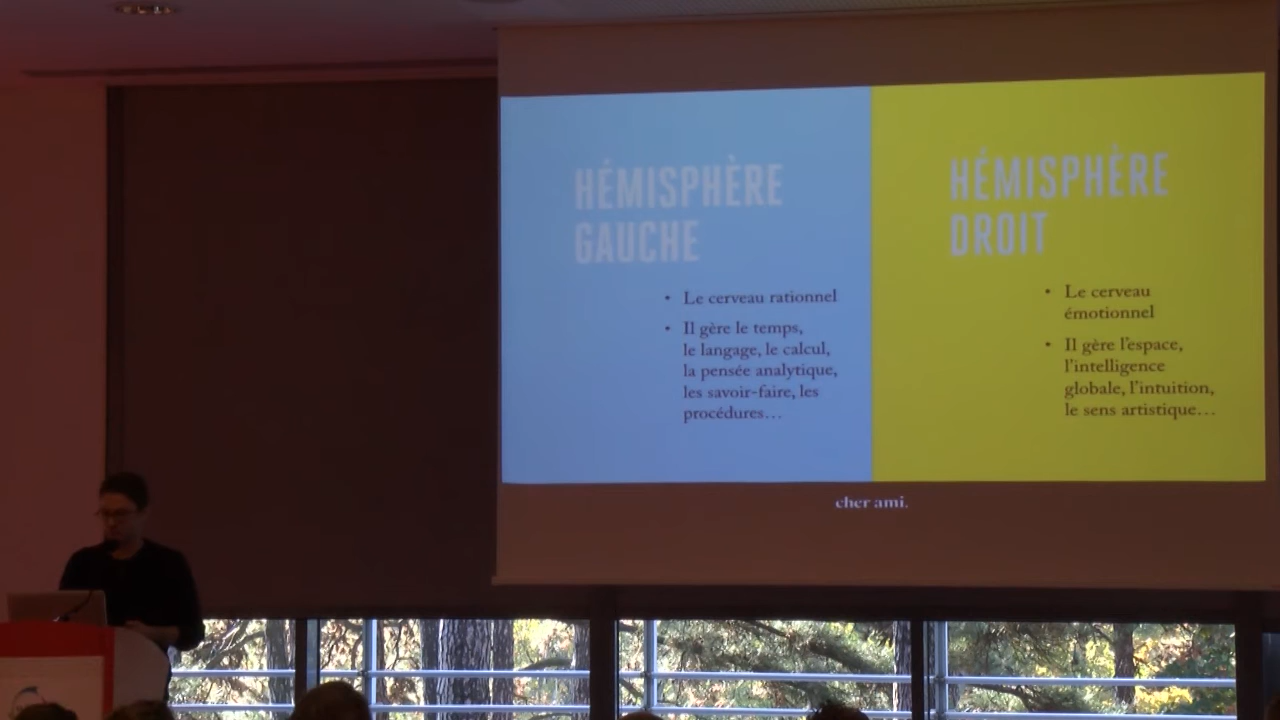 HÉMISPHÈRE
GAUCHE
• Le cerveau rationnel
• Il gère le temps,
le langage, le calcul,
la pensée analytique,
les savoir-faire, les
procédures…
HÉMISPHÈRE
DROIT
• Le cerveau
émotionnel
• Il gère l’espace,
l’intelligence
globale, l’intuition,
le sens artistique…
cher ami.